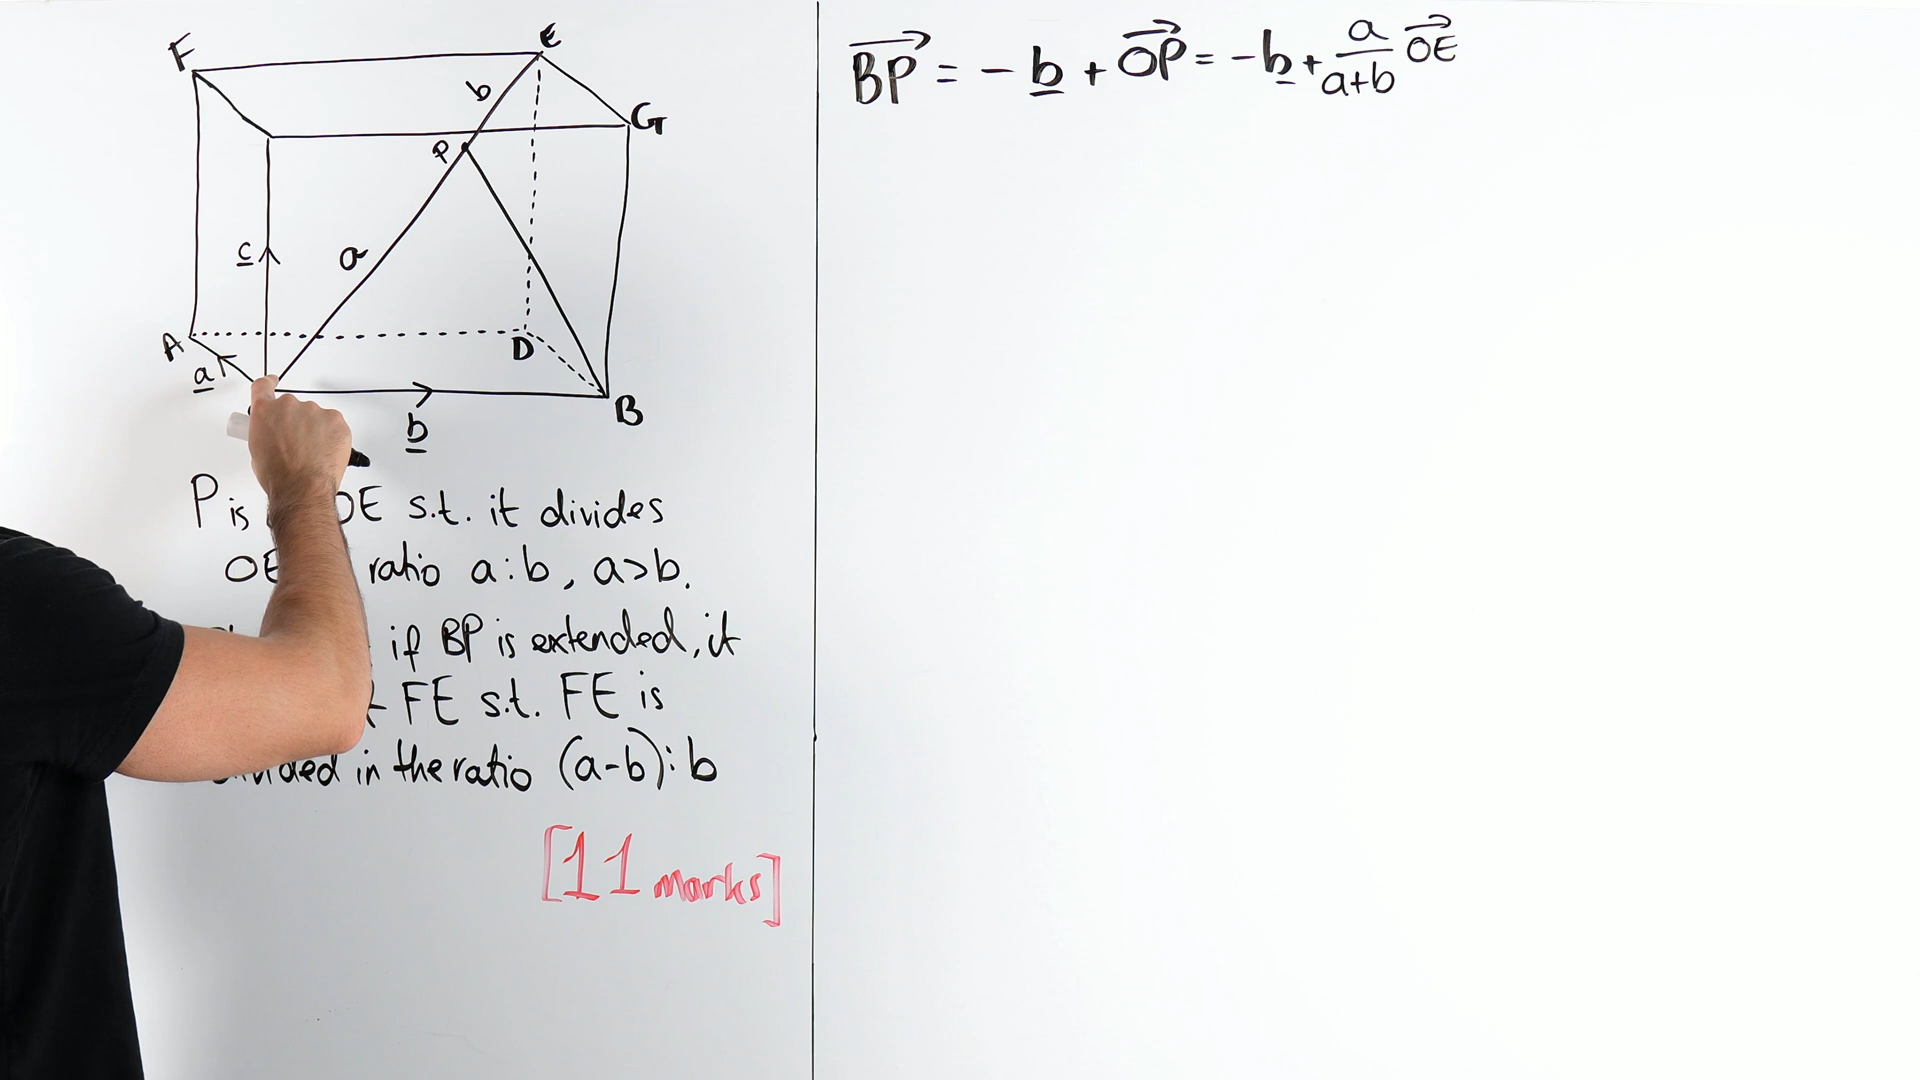 F
E
b
G
P
c
a
A
D
a
B
b
P is OE s.t. it divides
OE ratio a:b, a>b.
if BP is extended, it
FE s.t. FE is
in the ratio (a-b):b
[11 marks]
BP = - b + OP = -b + a/a+b OE